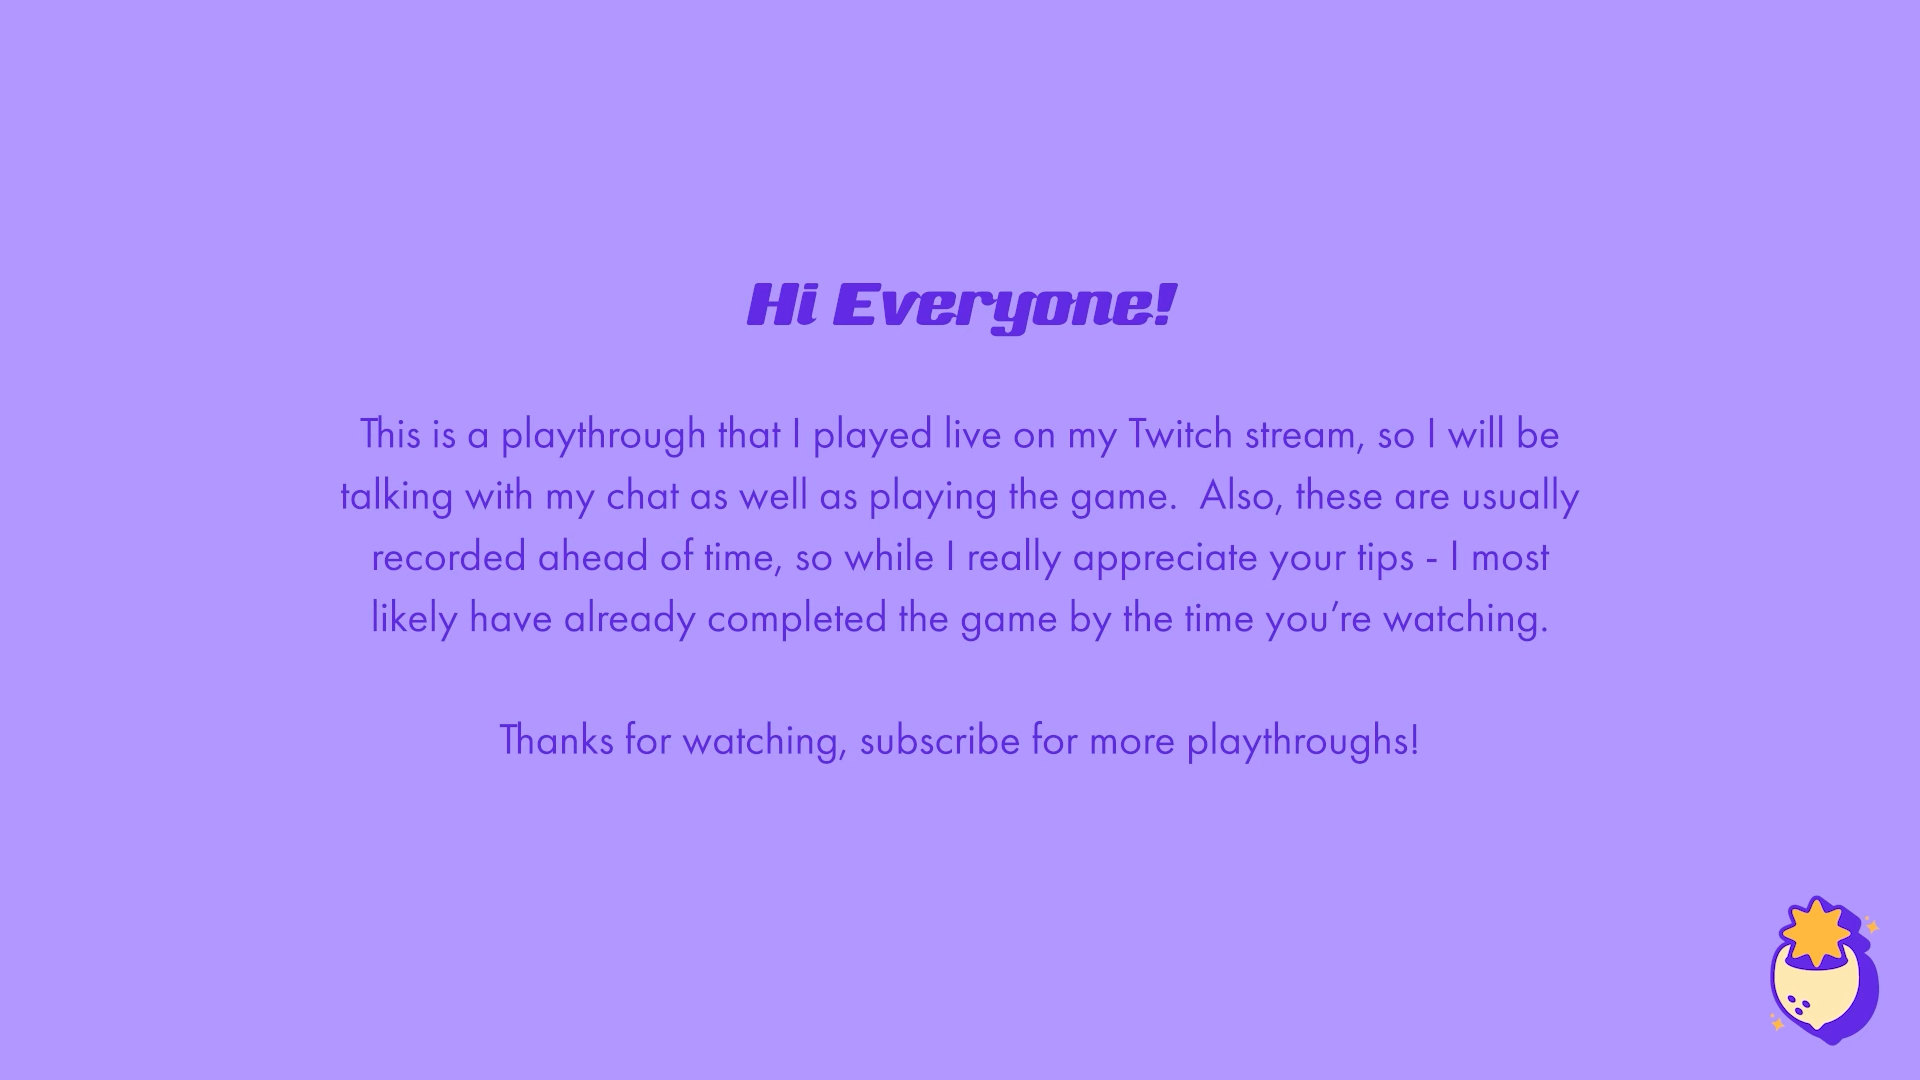 Hi Everyone!
This is a playthrough that I played live on my Twitch stream, so I will be
talking with my chat as well as playing the game.  Also, these are usually
recorded ahead of time, so while I really appreciate your tips - I most
likely have already completed the game by the time you’re watching.
Thanks for watching, subscribe for more playthroughs!